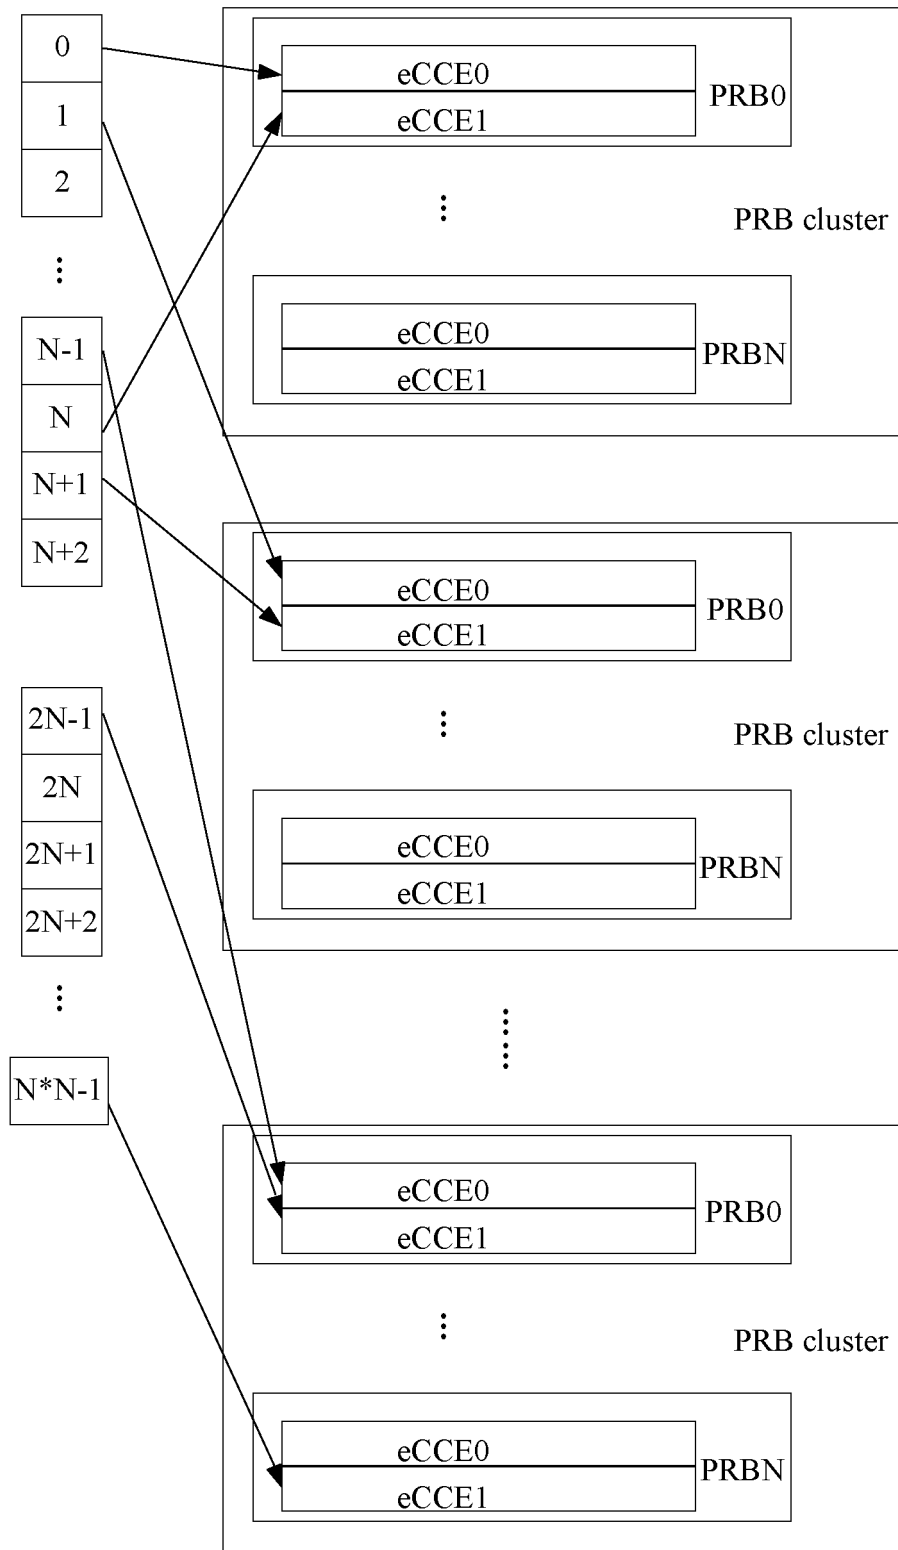 0
1
2
N-1
N
N+1
N+2
2N-1
2N
2N+1
2N+2
N*N-1
eCCE0
eCCE1
PRB0
PRB cluster
eCCE0
eCCE1
PRBN
eCCE0
eCCE1
PRB0
PRB cluster
eCCE0
eCCE1
PRBN
eCCE0
eCCE1
PRB0
PRB cluster
eCCE0
eCCE1
PRBN